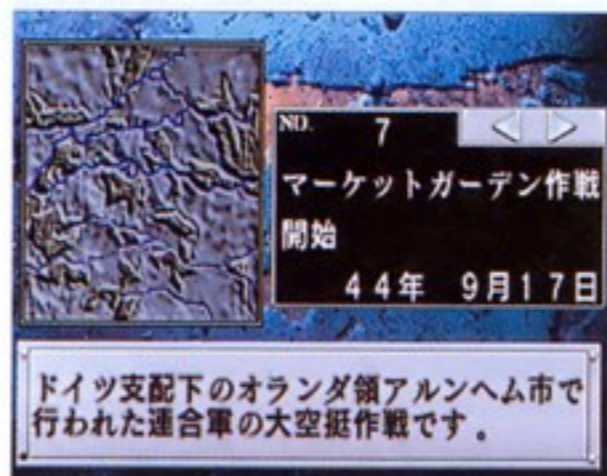 NO. 7
マーケットガーデン作戦
開始
44年 9月17日
ドイツ支配下のオランダ領アルンヘム市で
行われた連合軍の大空挺作戦です。